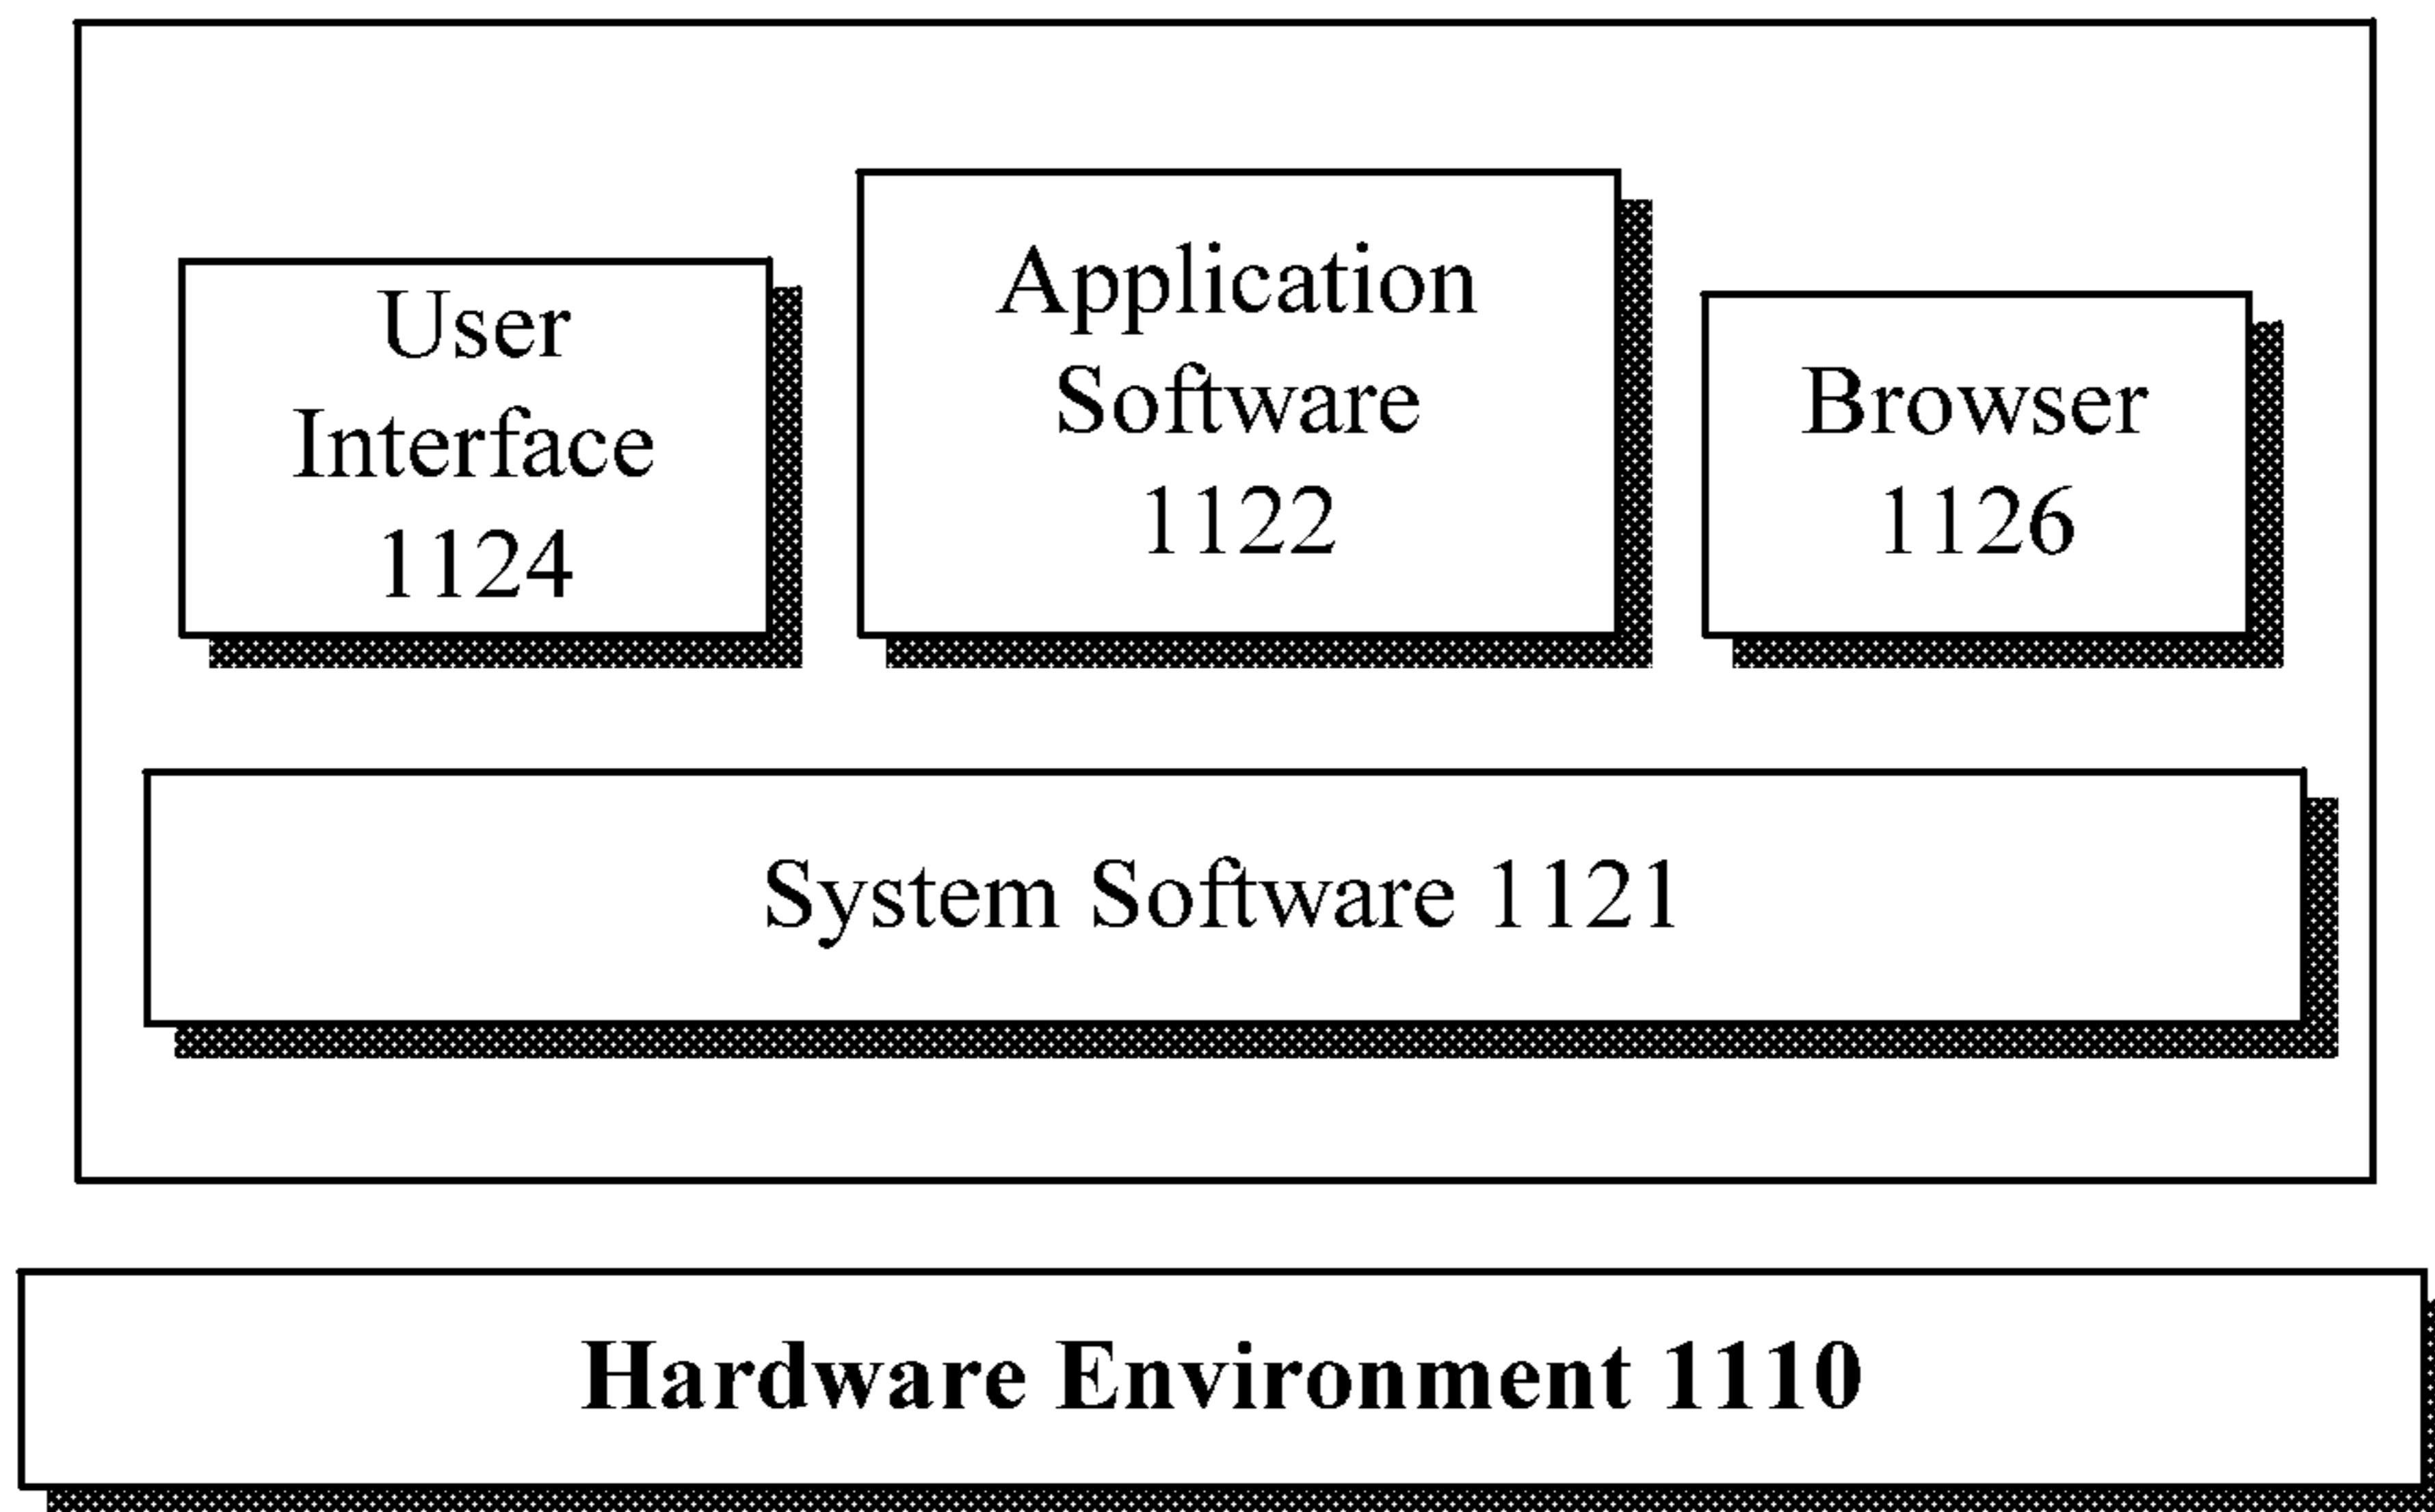 User
Interface
1124
Application
Software
1122
Browser
1126
System Software 1121
Hardware Environment 1110